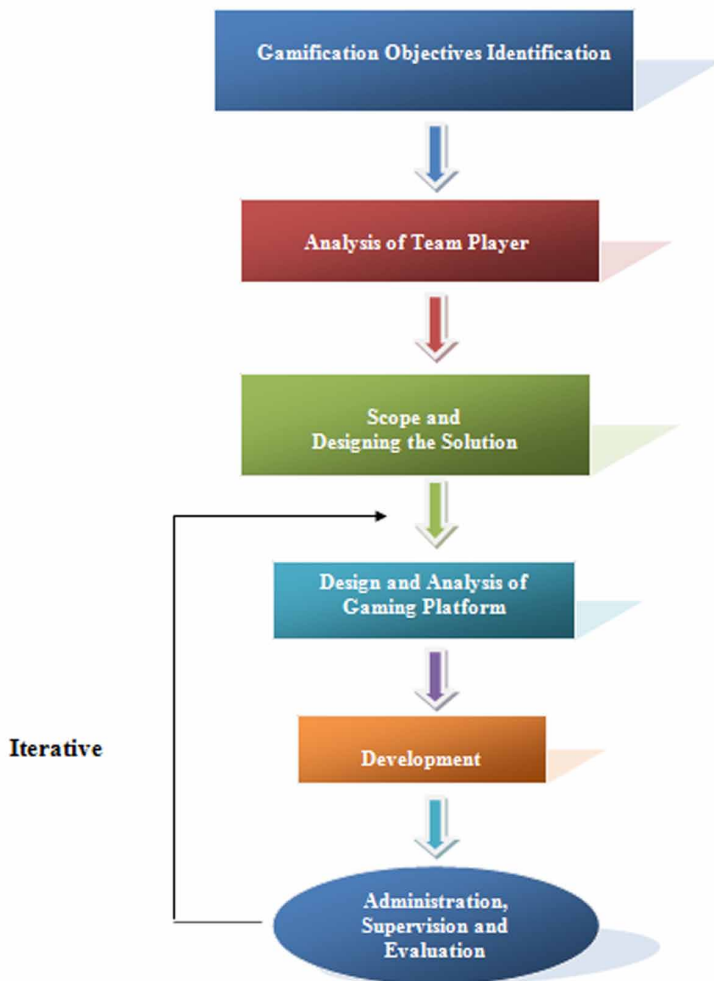 Gamification Objectives Identification
Analysis of Team Player
Scope and
Designing the Solution
Design and Analysis of
Gaming Platform
Iterative
Development
Administration,
Supervision and
Evaluation